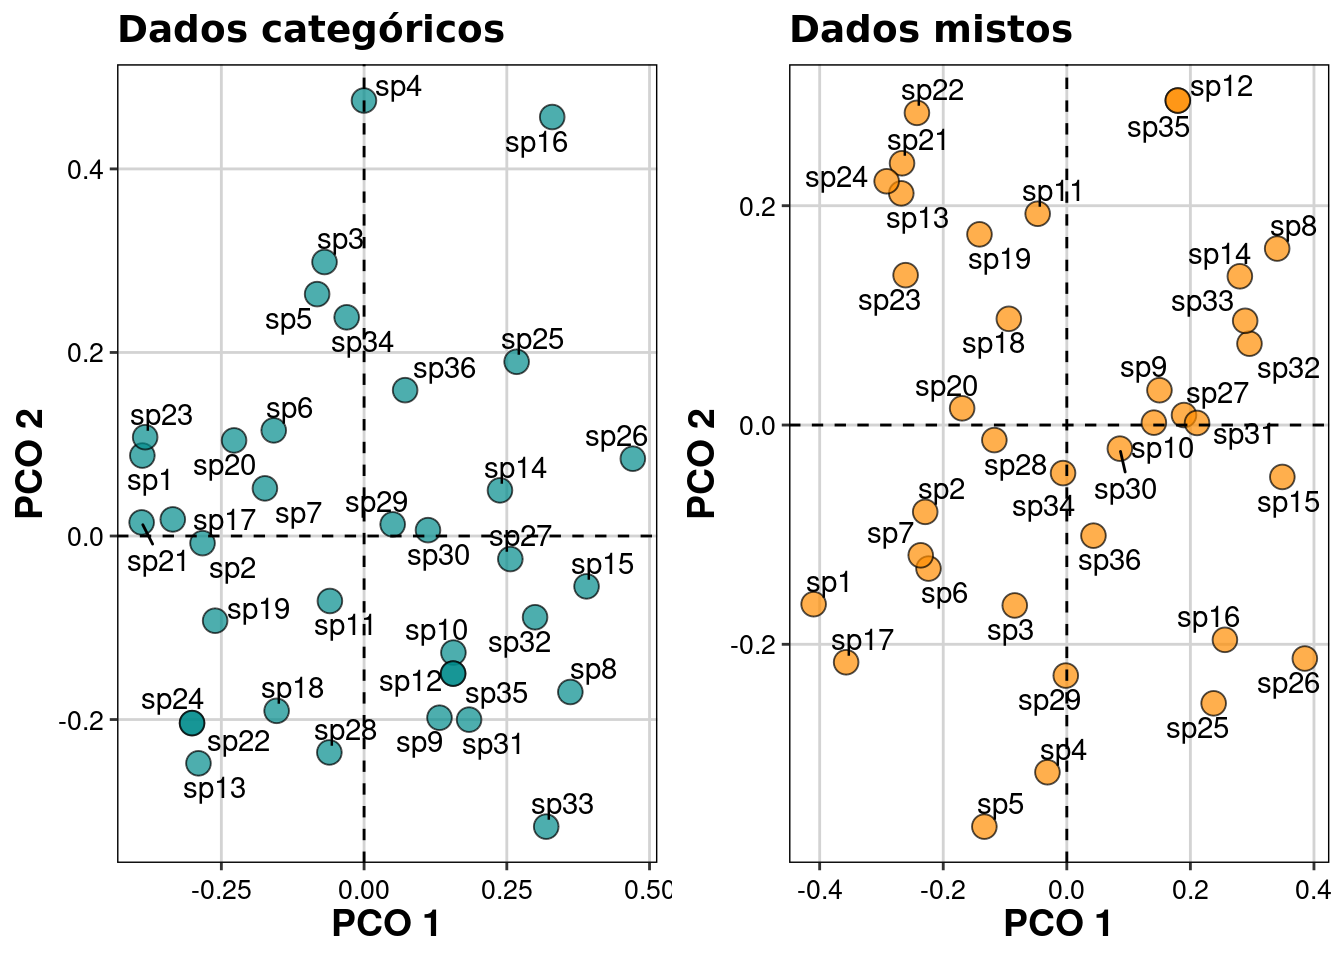 Dados categóricos
sp4
sp16
0.4
sp3
sp5
sp34
sp25
0.2
sp36
sp23
sp6
sp26
sp20
sp14
sp1
sp29
sp7
sp17
0.0
sp27
sp21
sp30
sp2
sp15
sp19
sp11
sp10
sp32
sp12
sp8
sp24
sp18
sp35
-0.2
sp28
sp22
sp9
sp31
sp13
sp33
-0.25
0.00
0.25
0.50
PCO 1
PCO 2
Dados mistos
sp22
sp12
sp21
sp35
sp24
sp11
0.2
sp13
sp8
sp19
sp14
sp23
sp33
sp18
sp9
sp32
sp20
sp27
0.0
sp31
sp10
sp28
sp2
sp30
sp34
sp15
sp7
sp36
sp1
sp6
sp16
sp3
-0.2
sp17
sp26
sp29
sp25
sp4
sp5
-0.4
-0.2
0.0
0.2
0.4
PCO 1
PCO 2